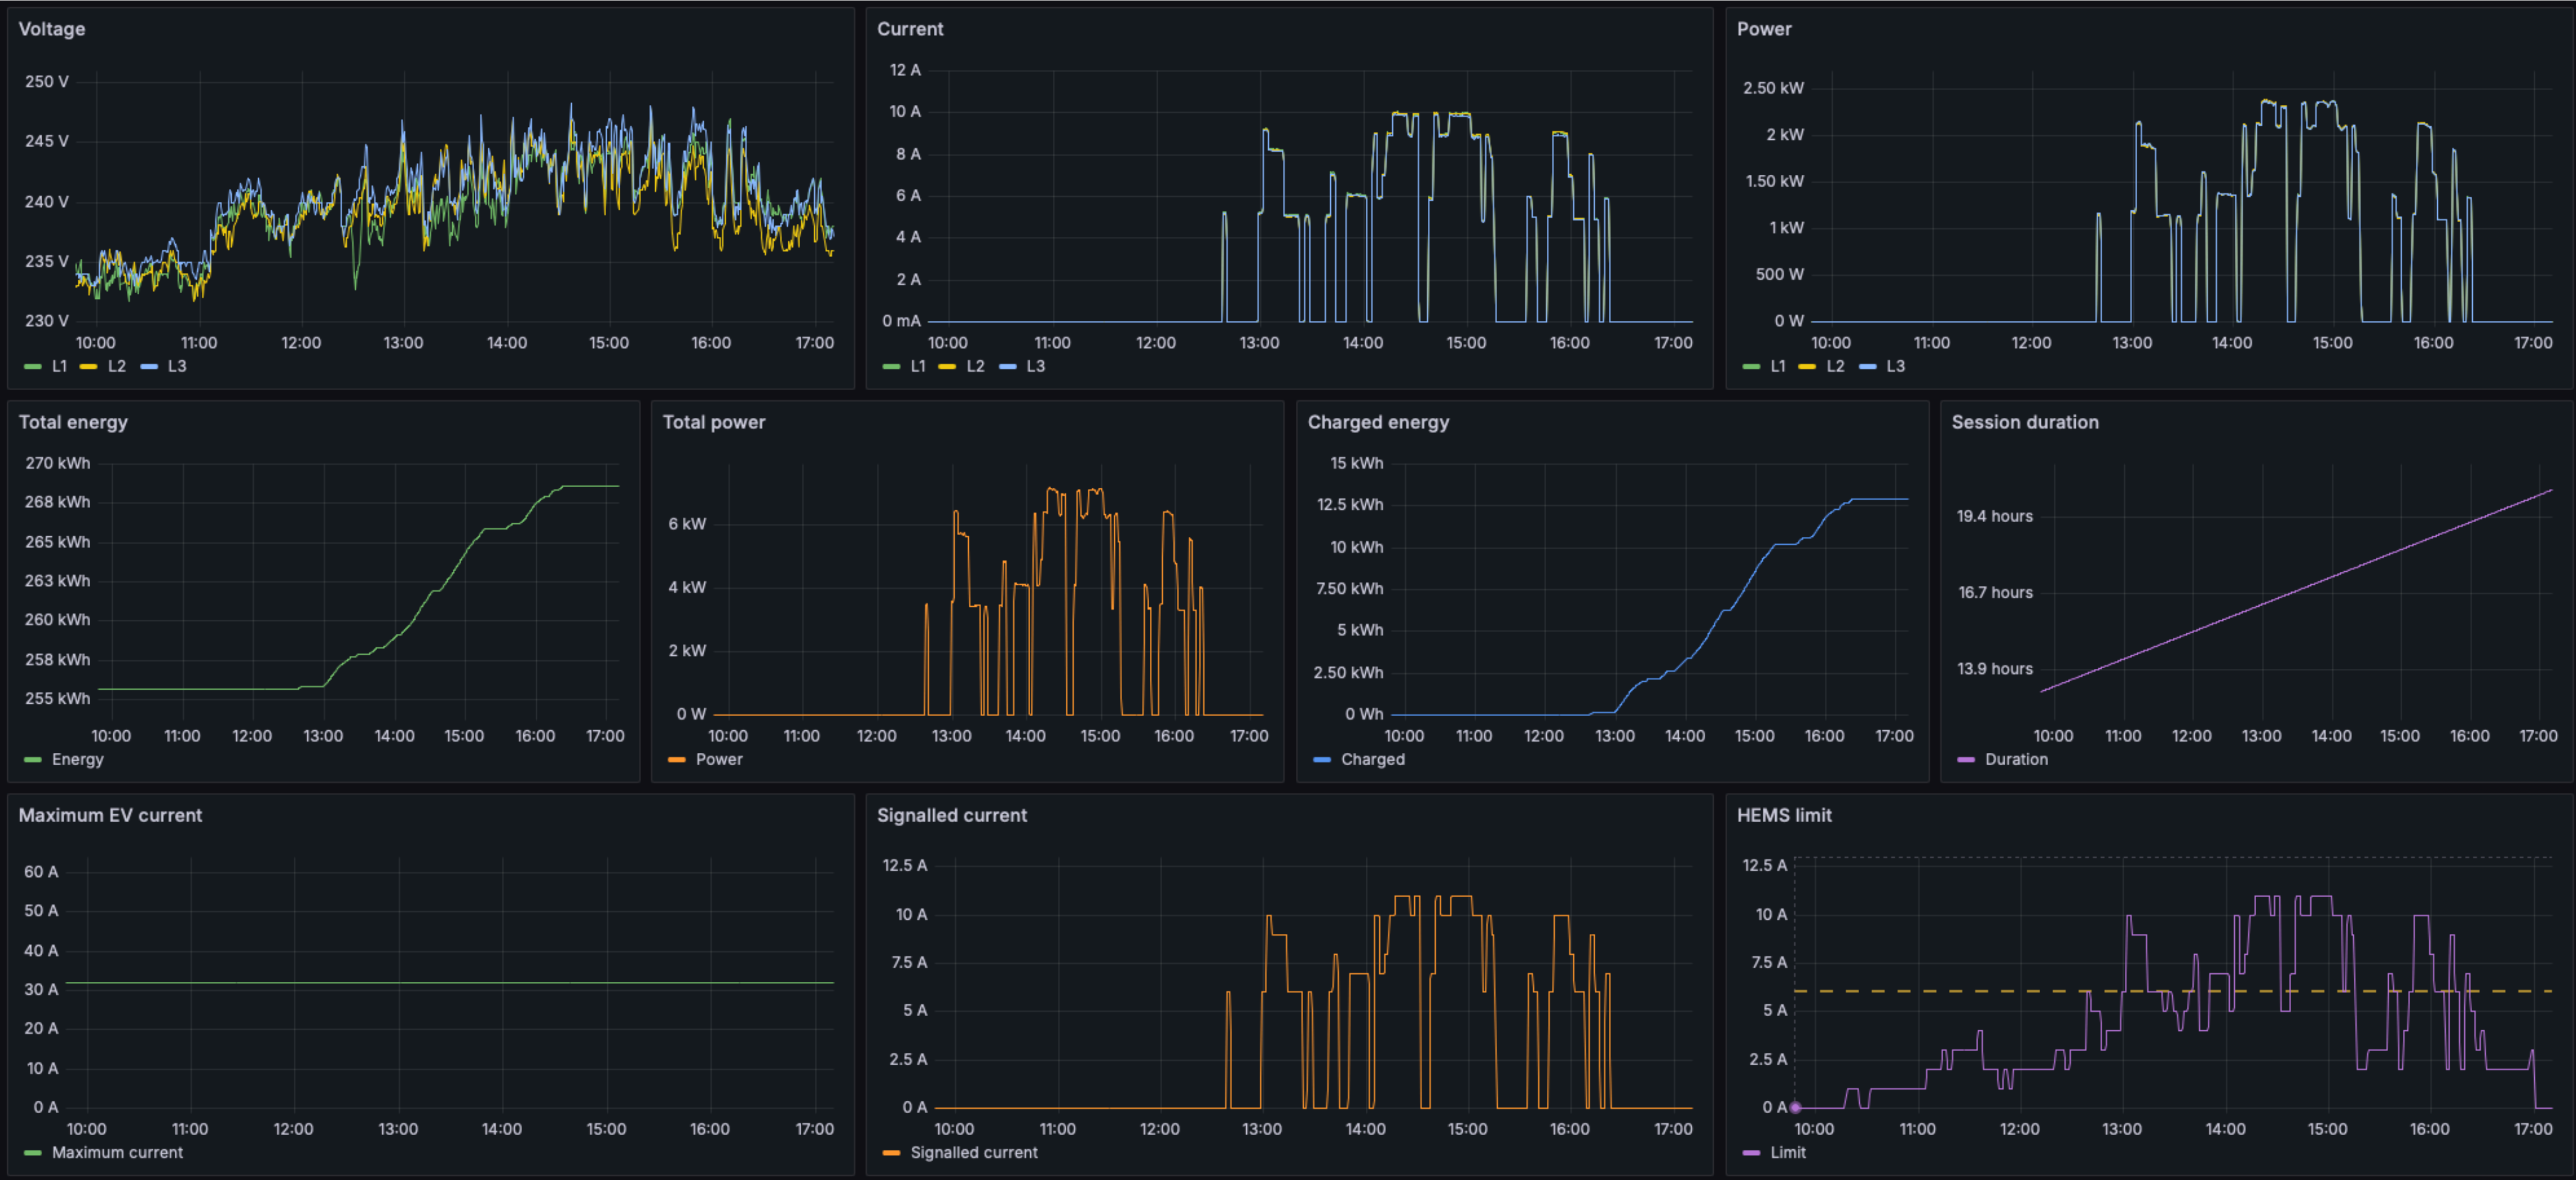 Voltage
250 V
245 V
240 V
235 V
230 V
10:00 11:00 12:00 13:00 14:00 15:00 16:00 17:00
L1 L2 L3
Current
12 A
10 A
8 A
6 A
4 A
2 A
0 mA
10:00 11:00 12:00 13:00 14:00 15:00 16:00 17:00
L1 L2 L3
Power
2.50 kW
2 kW
1.50 kW
1 kW
500 W
0 W
10:00 11:00 12:00 13:00 14:00 15:00 16:00 17:00
L1 L2 L3
Total energy
270 kWh
268 kWh
265 kWh
263 kWh
260 kWh
258 kWh
255 kWh
10:00 11:00 12:00 13:00 14:00 15:00 16:00 17:00
Energy
Total power
6 kW
4 kW
2 kW
0 W
10:00 11:00 12:00 13:00 14:00 15:00 16:00 17:00
Power
Charged energy
15 kWh
12.5 kWh
10 kWh
7.50 kWh
5 kWh
2.50 kWh
0 Wh
10:00 11:00 12:00 13:00 14:00 15:00 16:00 17:00
Charged
Session duration
19.4 hours
16.7 hours
13.9 hours
10:00 11:00 12:00 13:00 14:00 15:00 16:00 17:00
Duration
Maximum EV current
60 A
50 A
40 A
30 A
20 A
10 A
0 A
10:00 11:00 12:00 13:00 14:00 15:00 16:00 17:00
Maximum current
Signalled current
12.5 A
10 A
7.5 A
5 A
2.5 A
0 A
10:00 11:00 12:00 13:00 14:00 15:00 16:00 17:00
Signalled current
HEMS limit
12.5 A
10 A
7.5 A
5 A
2.5 A
0 A
10:00 11:00 12:00 13:00 14:00 15:00 16:00 17:00
Limit